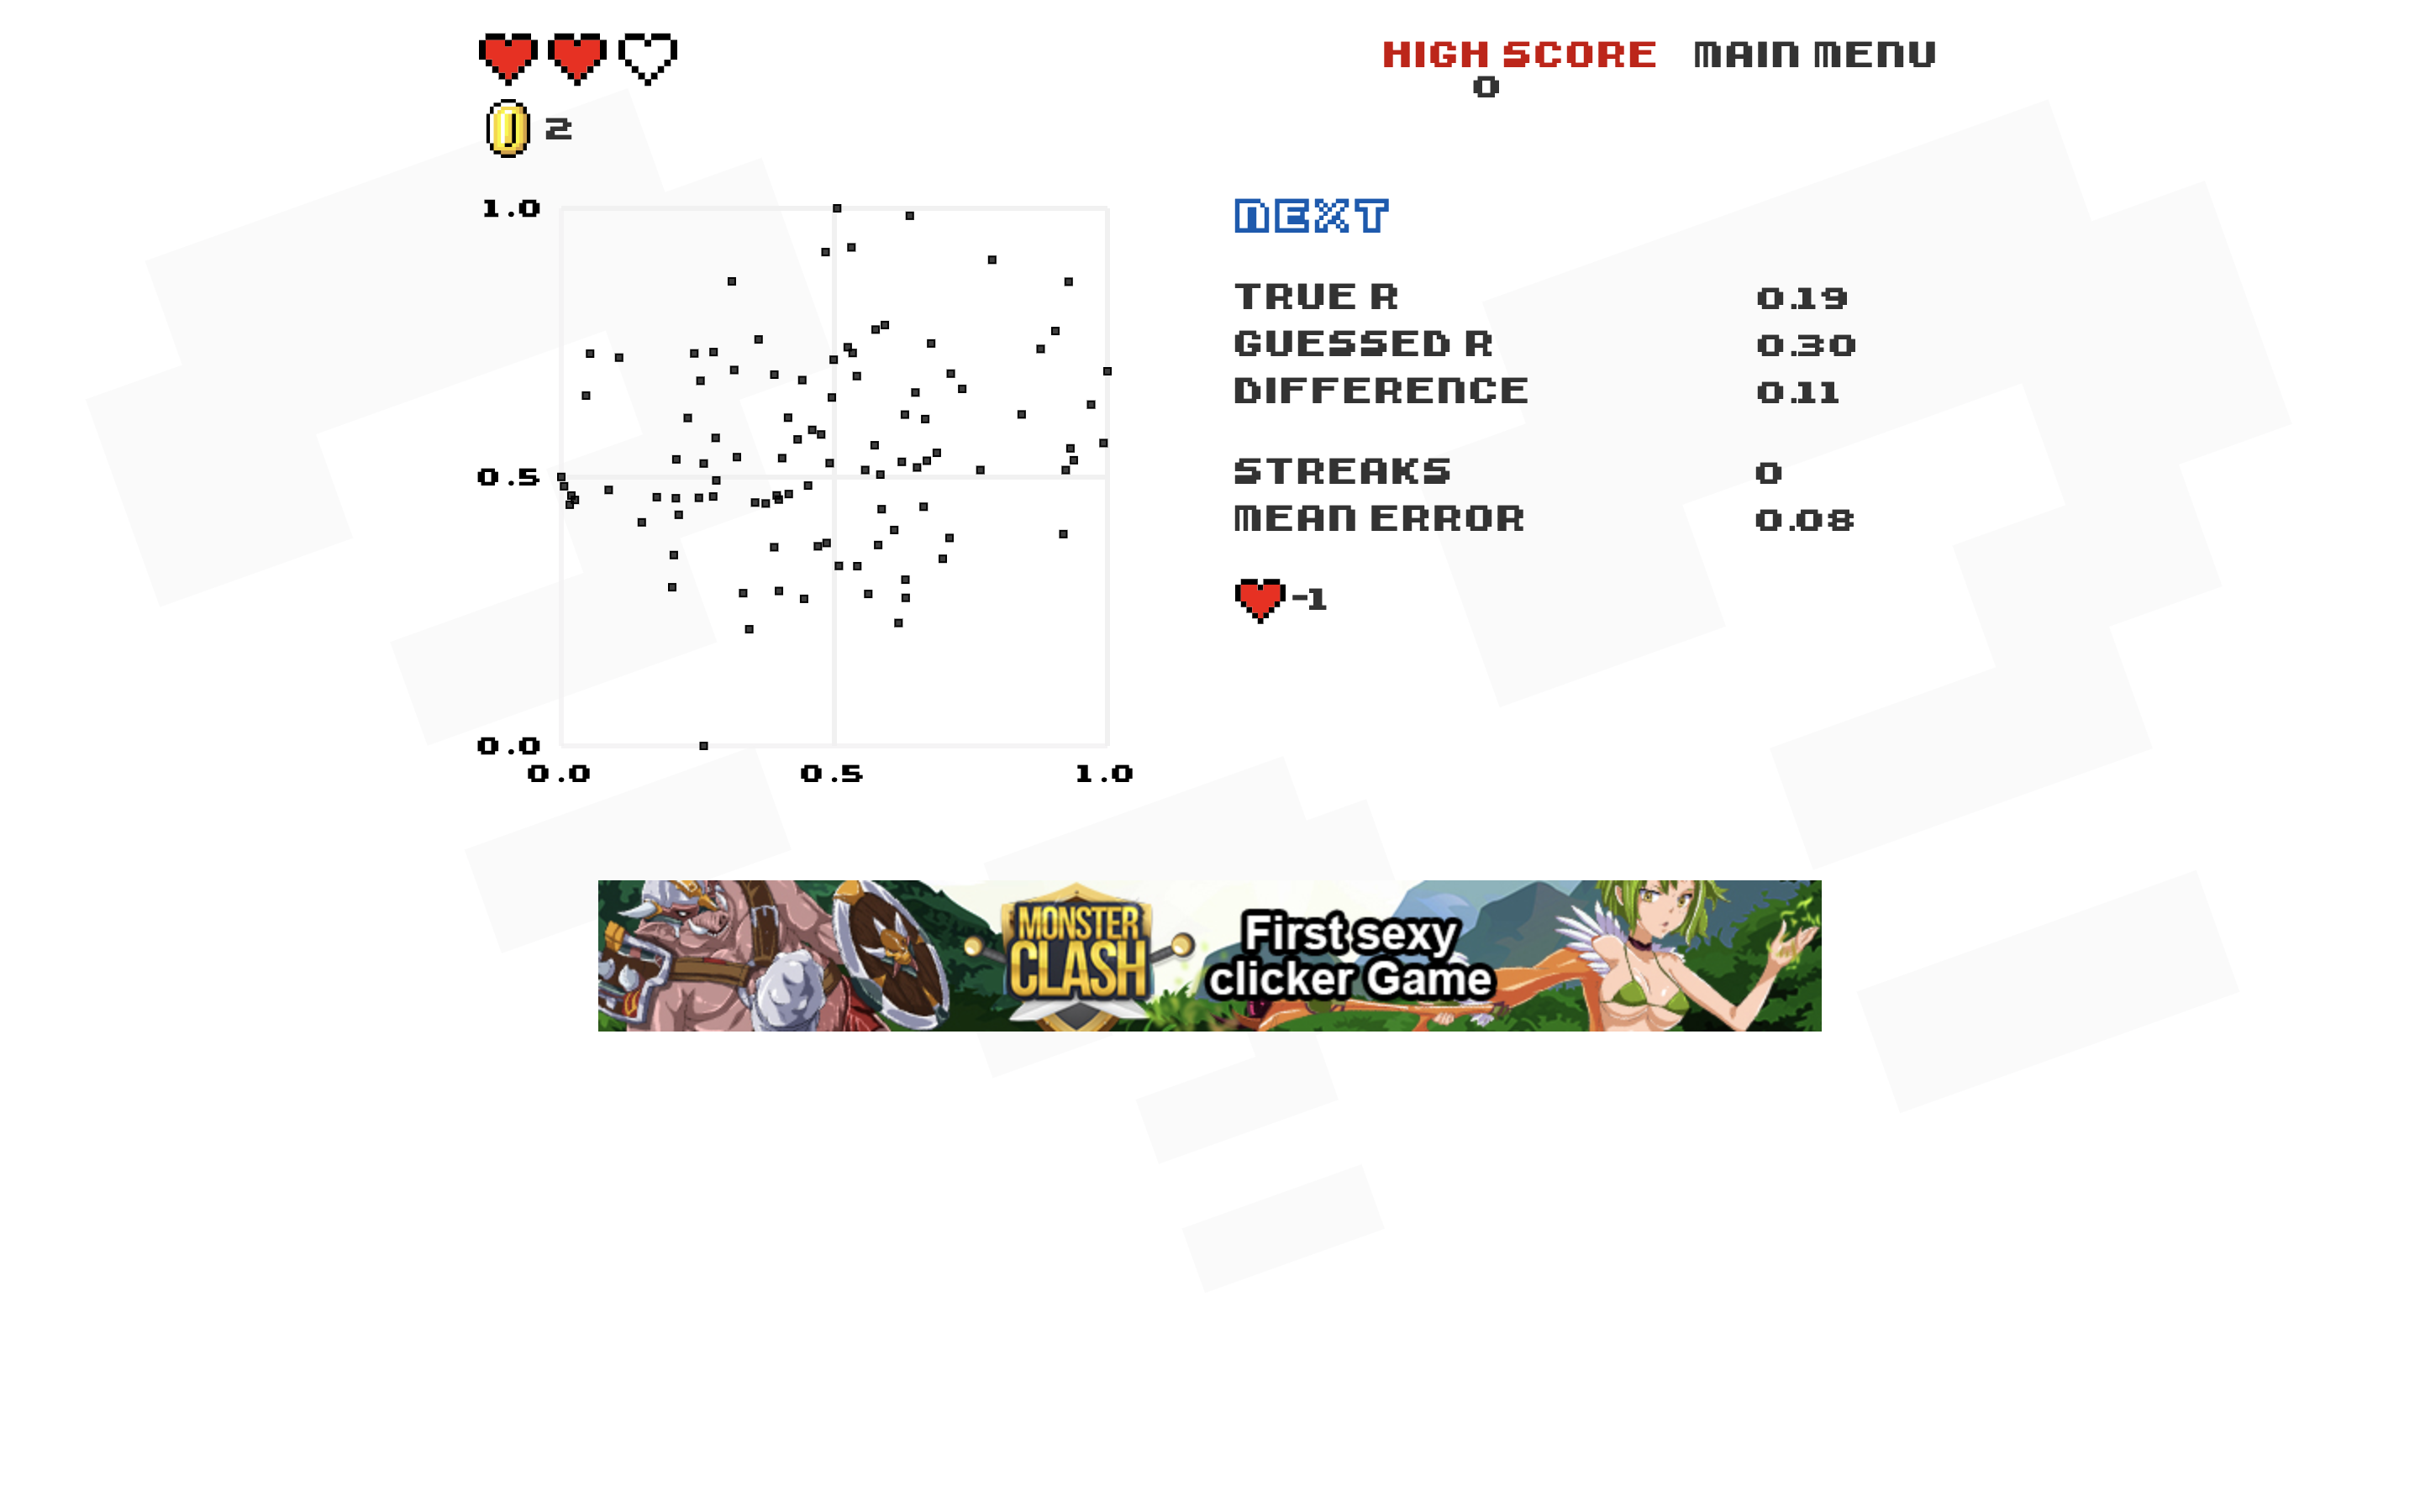 HIGH SCORE MAIN MENU
0
2
1.0
0.5
0.0
0.0 0.5 1.0
NEXT
TRUE R 0.19
GUESSED R 0.30
DIFFERENCE 0.11
STREAKS 0
MEAN ERROR 0.08
-1
MONSTER
CLASH
First sexy
clicker Game